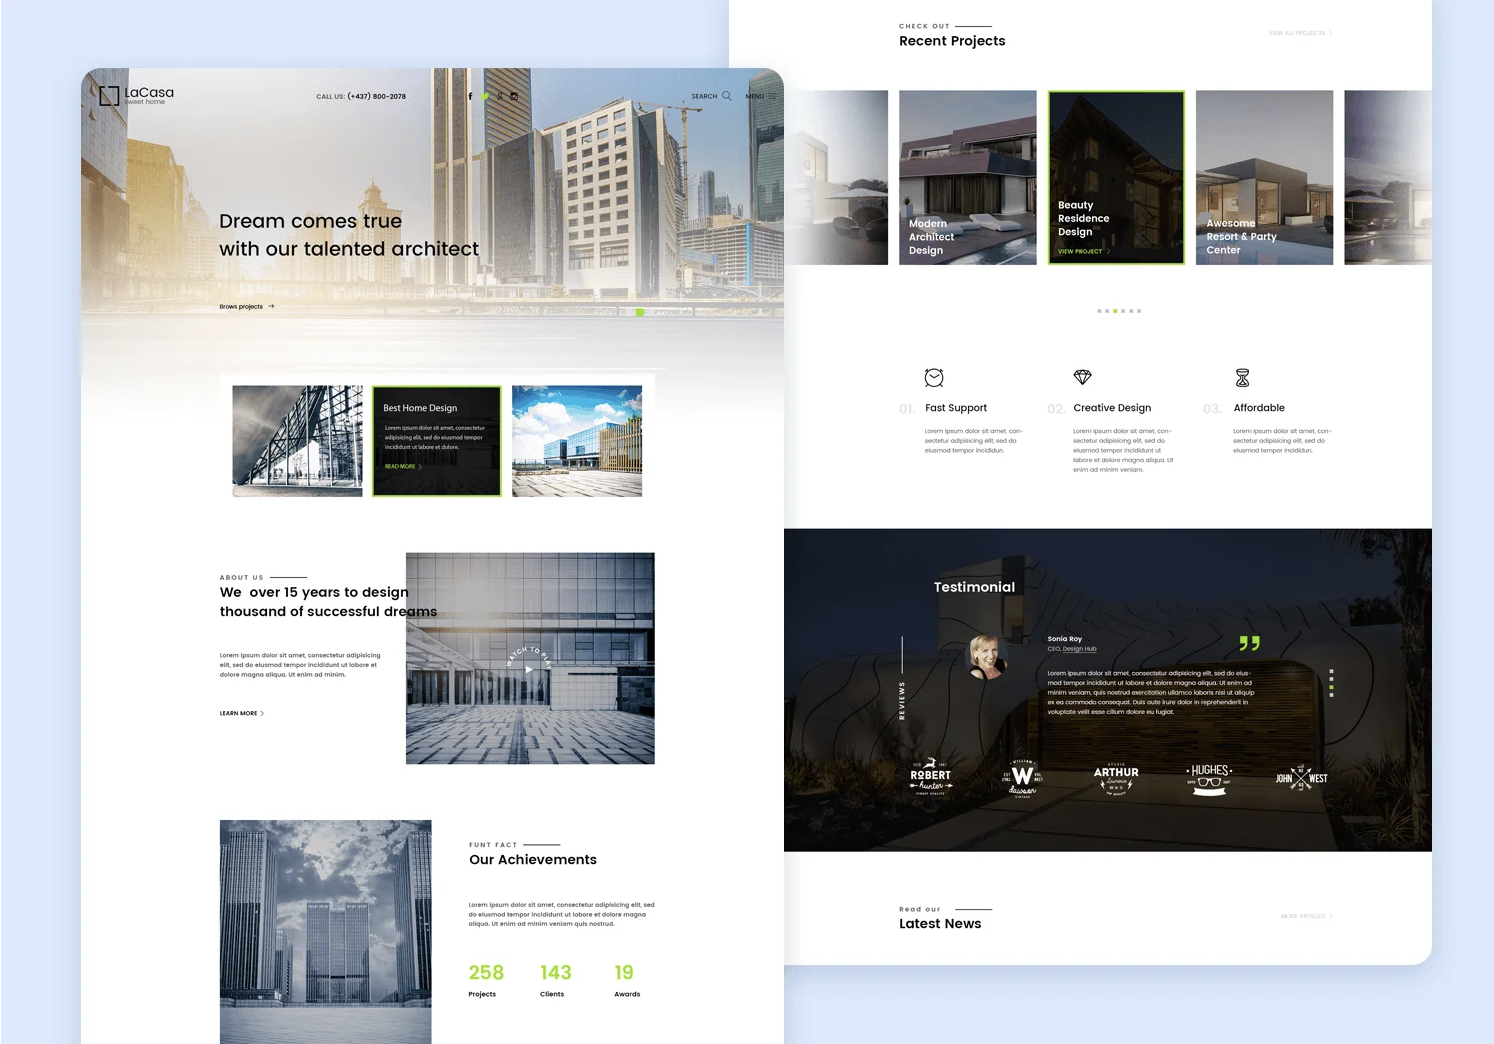 LaCasa
sweet home
CALL US: (+437) 800-2078
SEARCH
MENU
Dream comes true
with our talented architect
Brows projects
Best Home Design
Lorem ipsum dolor sit amet, consectetur
adipisicing elit, sed do eiusmod tempor
incididunt ut labore et dolore.
READ MORE
ABOUT US
We over 15 years to design
thousand of successful dreams
Lorem ipsum dolor sit amet, consectetur adipisicing
elit, sed do eiusmod tempor incididunt ut labore et
dolore magna aliqua. Ut enim ad minim.
LEARN MORE
WATCH TO PLAY
FUNT FACT
Our Achievements
Lorem ipsum dolor sit amet, consectetur adipisicing elit, sed
do eiusmod tempor incididunt ut labore et dolore magna
aliqua. Ut enim ad minim veniam quis nostrud.
258
Projects
143
Clients
19
Awards
CHECK OUT
Recent Projects
VIEW ALL PROJECTS
Modern
Architect
Design
Beauty
Residence
Design
VIEW PROJECT
Awesome
Resort & Party
Center
01.
Fast Support
Lorem ipsum dolor sit amet, con-
sectetur adipisicing elit, sed do
eiusmod tempor incididun.
02.
Creative Design
Lorem ipsum dolor sit amet, con-
sectetur adipisicing elit, sed do
eiusmod tempor incididunt ut
labore et dolore magna aliqua. Ut
enim ad minim veniam.
03.
Affordable
Lorem ipsum dolor sit amet, con-
sectetur adipisicing elit, sed do
eiusmod tempor incididun.
Testimonial
REVIEWS
Sonia Roy
CEO, Design Hub
Lorem ipsum dolor sit amet, consectetur adipisicing elit, sed do eius-
mod tempor incididunt ut labore et dolore magna aliqua. Ut enim ad
minim veniam, quis nostrud exercitation ullamco laboris nisi ut aliquip
ex ea commodo consequat. Duis aute irure dolor in reprehenderit in
voluptate velit esse cillum dolore eu fugiat.
ROBERT
hunter
FINEST QUALITY
WILLIAM
W
dawson
STUDIO
ARTHUR
Lawrence
HUGHES
JOHN WEST
Read our
Latest News
MORE ARTICLES